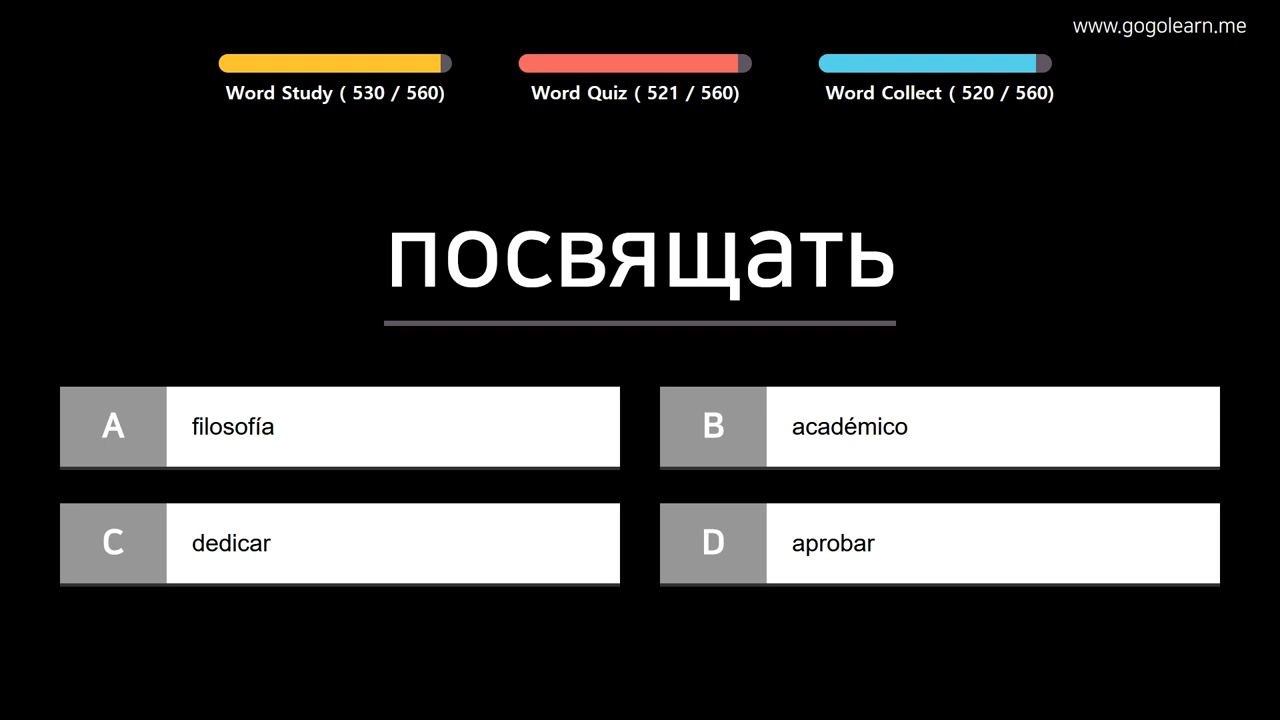 www.gogolearn.me
Word Study ( 530 / 560)
Word Quiz ( 521 / 560)
Word Collect ( 520 / 560)
посвящать
A filosofía
B académico
C dedicar
D aprobar